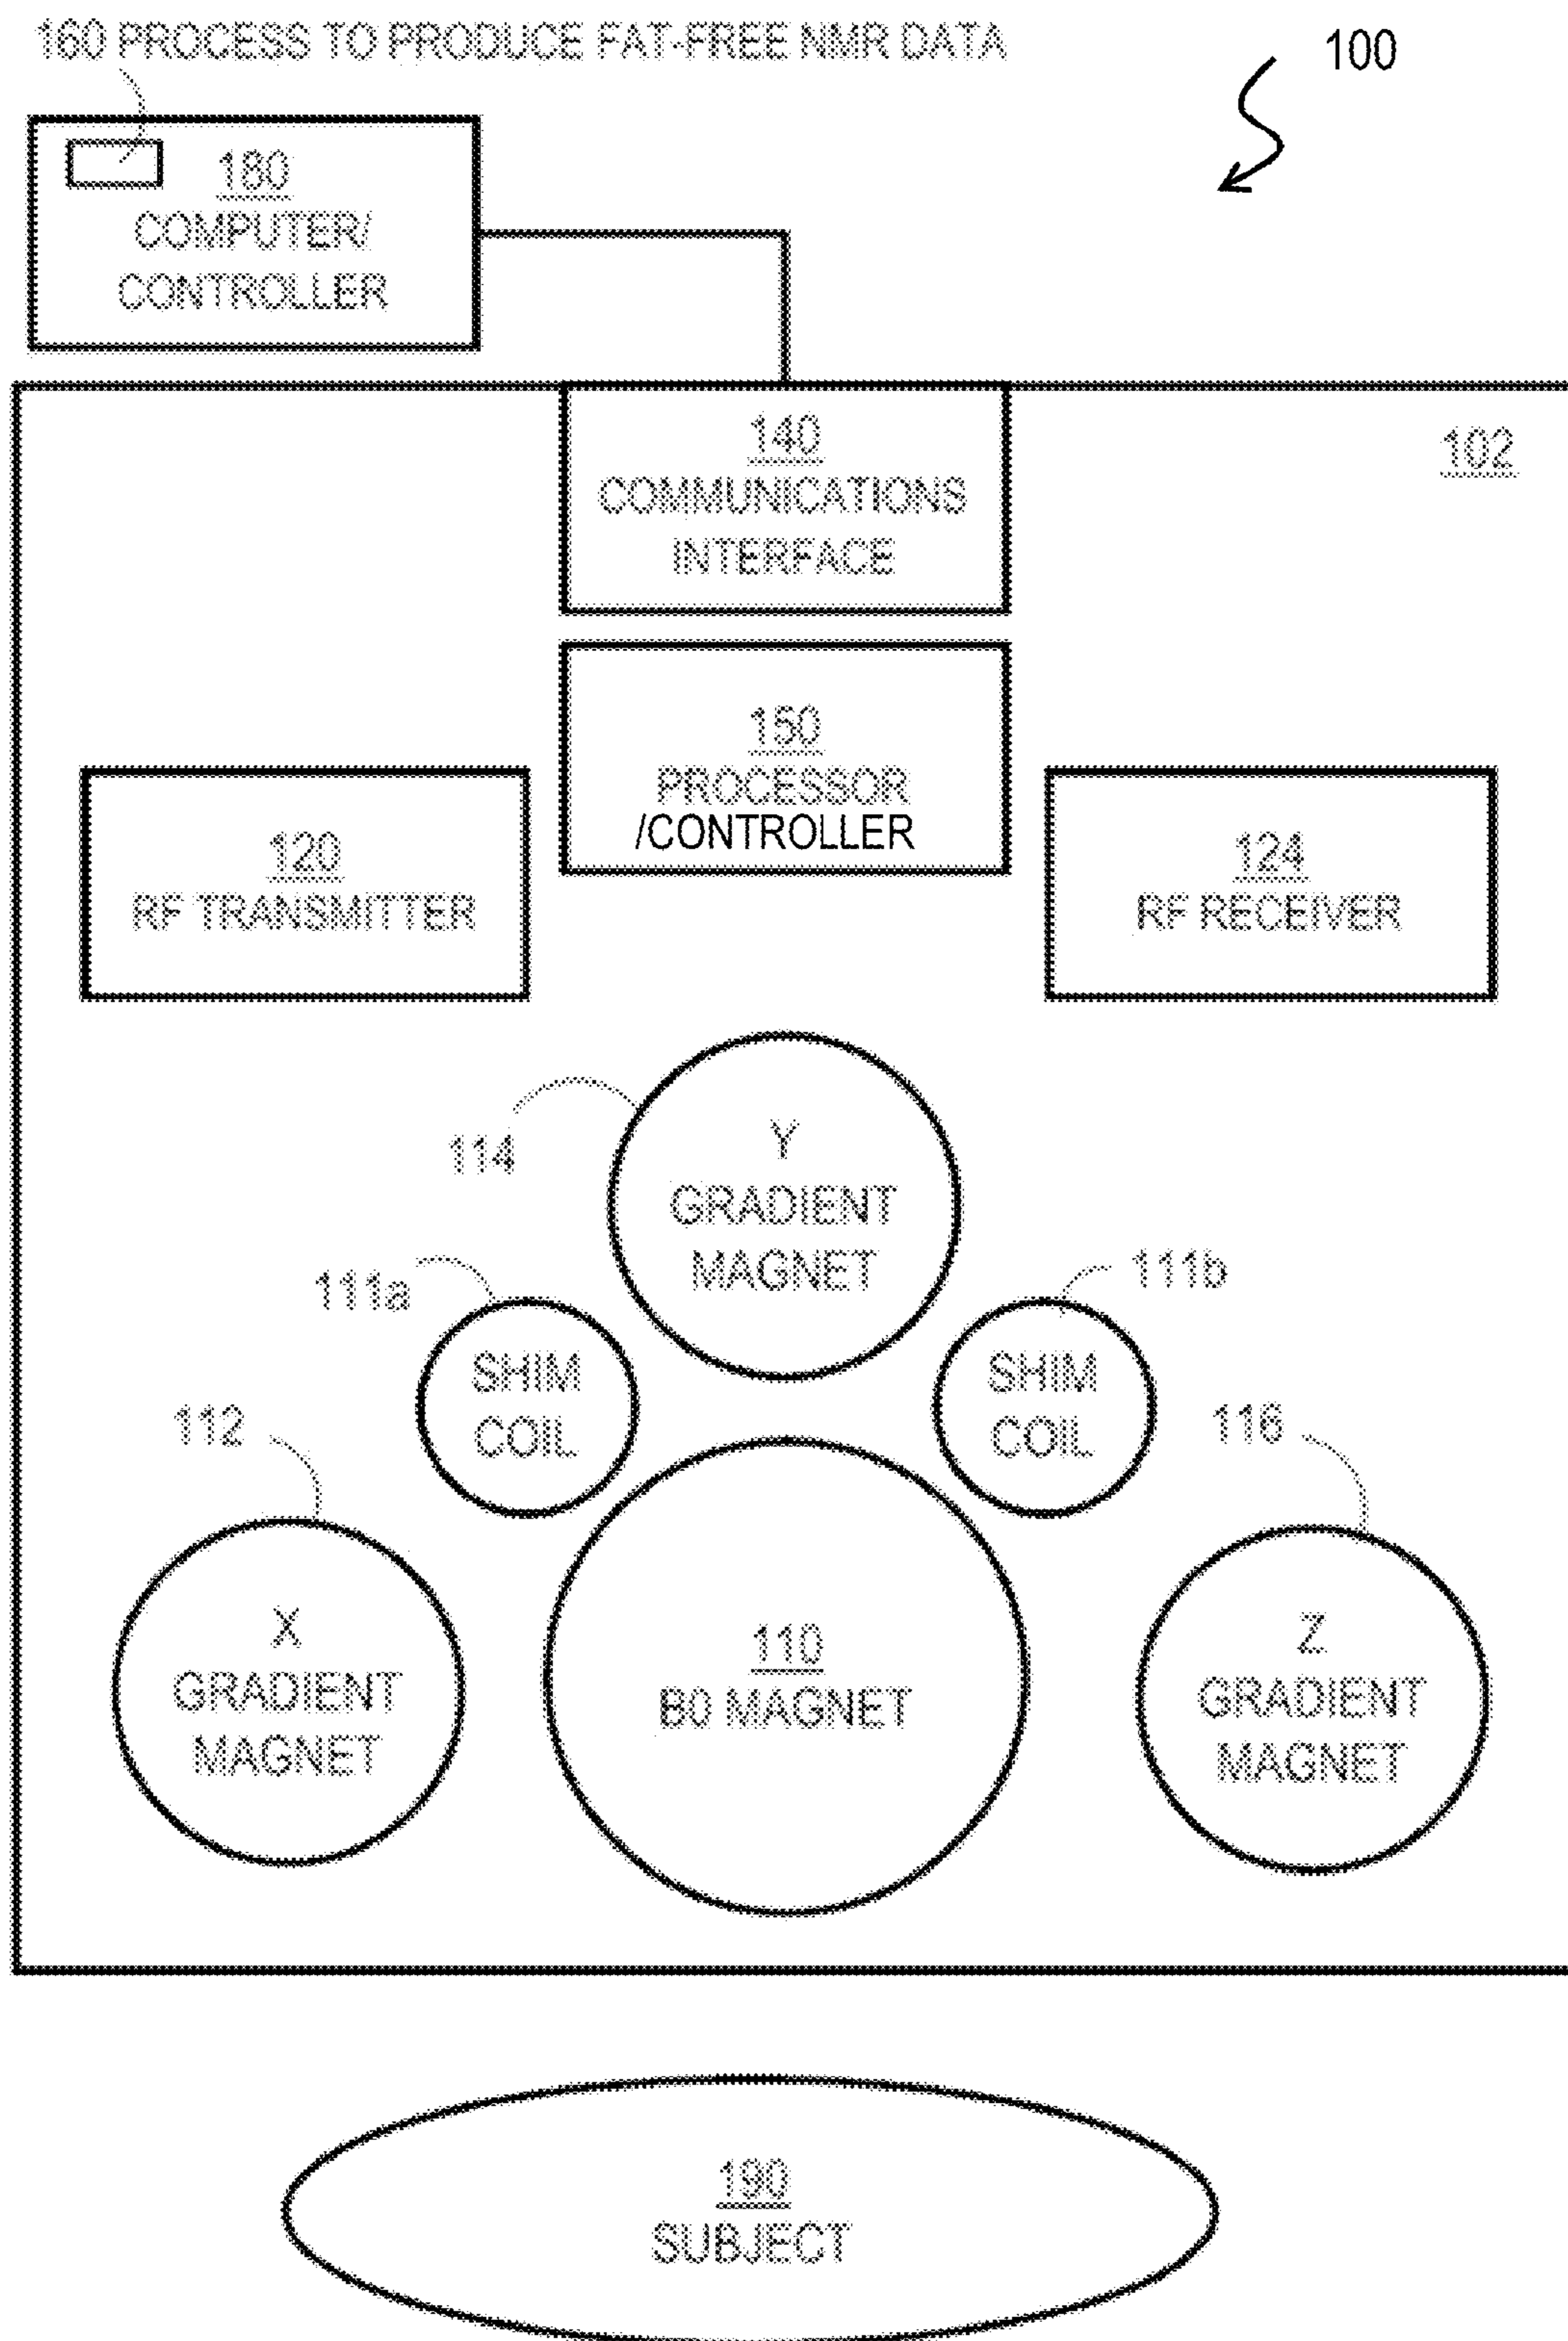 160 PROCESS TO PRODUCE FAT-FREE NMR DATA
100
180
COMPUTER/
CONTROLLER
140
COMMUNICATIONS
INTERFACE
102
150
PROCESSOR
/CONTROLLER
120
RF TRANSMITTER
124
RF RECEIVER
114
Y
GRADIENT
MAGNET
111a
SHIM
COIL
111b
SHIM
COIL
112
X
GRADIENT
MAGNET
110
B0 MAGNET
116
Z
GRADIENT
MAGNET
190
SUBJECT